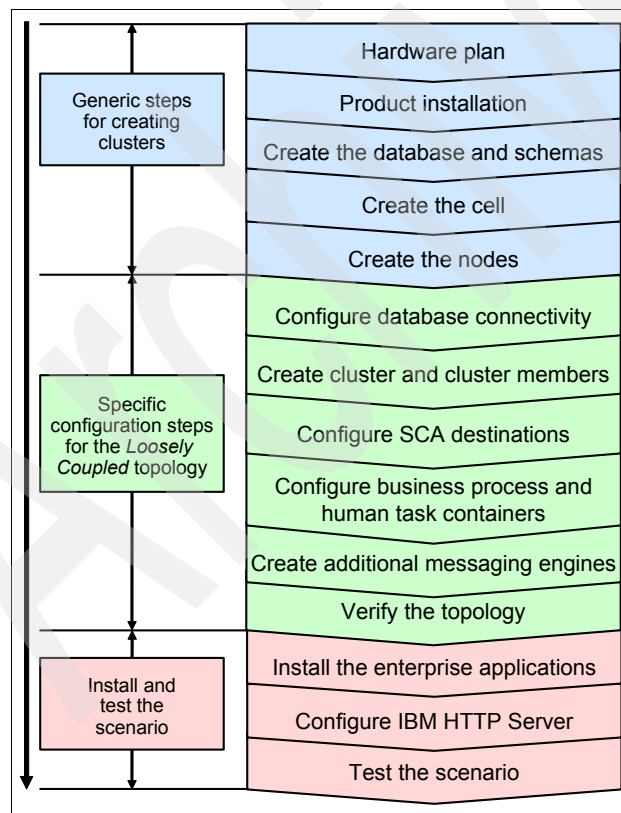 Generic steps
for creating
clusters
Hardware plan
Product installation
Create the database and schemas
Create the cell
Create the nodes
Specific
configuration steps
for the Loosely
Coupled topology
Configure database connectivity
Create cluster and cluster members
Configure SCA destinations
Configure business process and
human task containers
Create additional messaging engines
Verify the topology
Install and
test the
scenario
Install the enterprise applications
Configure IBM HTTP Server
Test the scenario